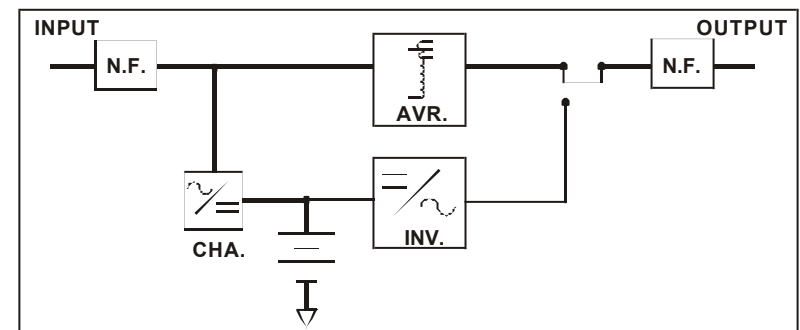 INPUT
OUTPUT
N.F.
AVR.
N.F.
CHA.
INV.